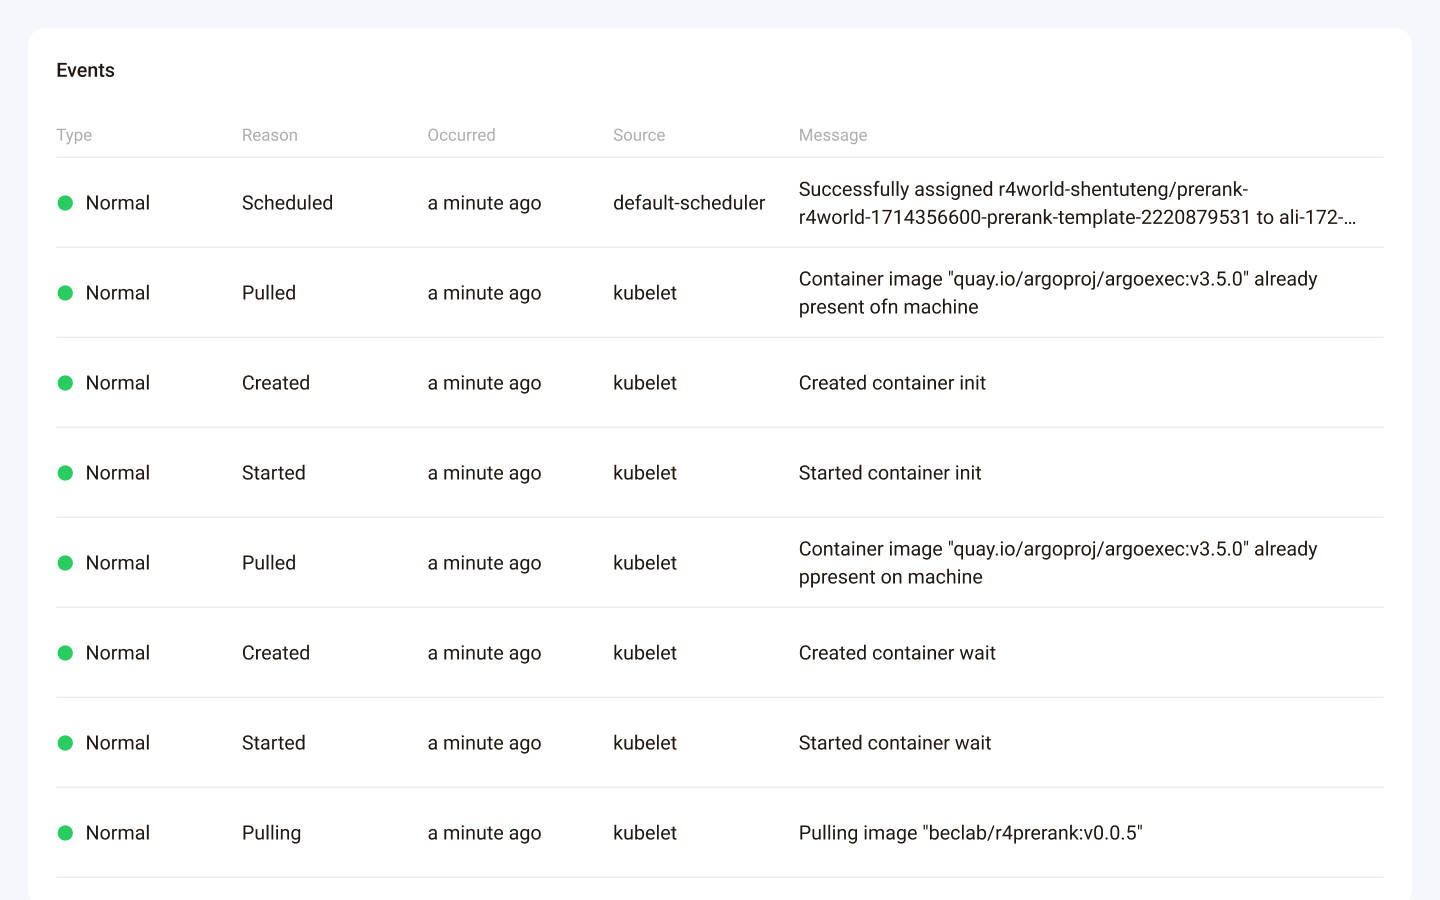 Events
Type Reason Occurred Source Message
Normal Scheduled a minute ago default-scheduler Successfully assigned r4world-shentuteng/prerank-
r4world-1714356600-prerank-template-2220879531 to ali-172-...
Normal Pulled a minute ago kubelet Container image "quay.io/argoproj/argoexec:v3.5.0" already
present ofn machine
Normal Created a minute ago kubelet Created container init
Normal Started a minute ago kubelet Started container init
Normal Pulled a minute ago kubelet Container image "quay.io/argoproj/argoexec:v3.5.0" already
ppresent on machine
Normal Created a minute ago kubelet Created container wait
Normal Started a minute ago kubelet Started container wait
Normal Pulling a minute ago kubelet Pulling image "beclab/r4prerank:v0.0.5"